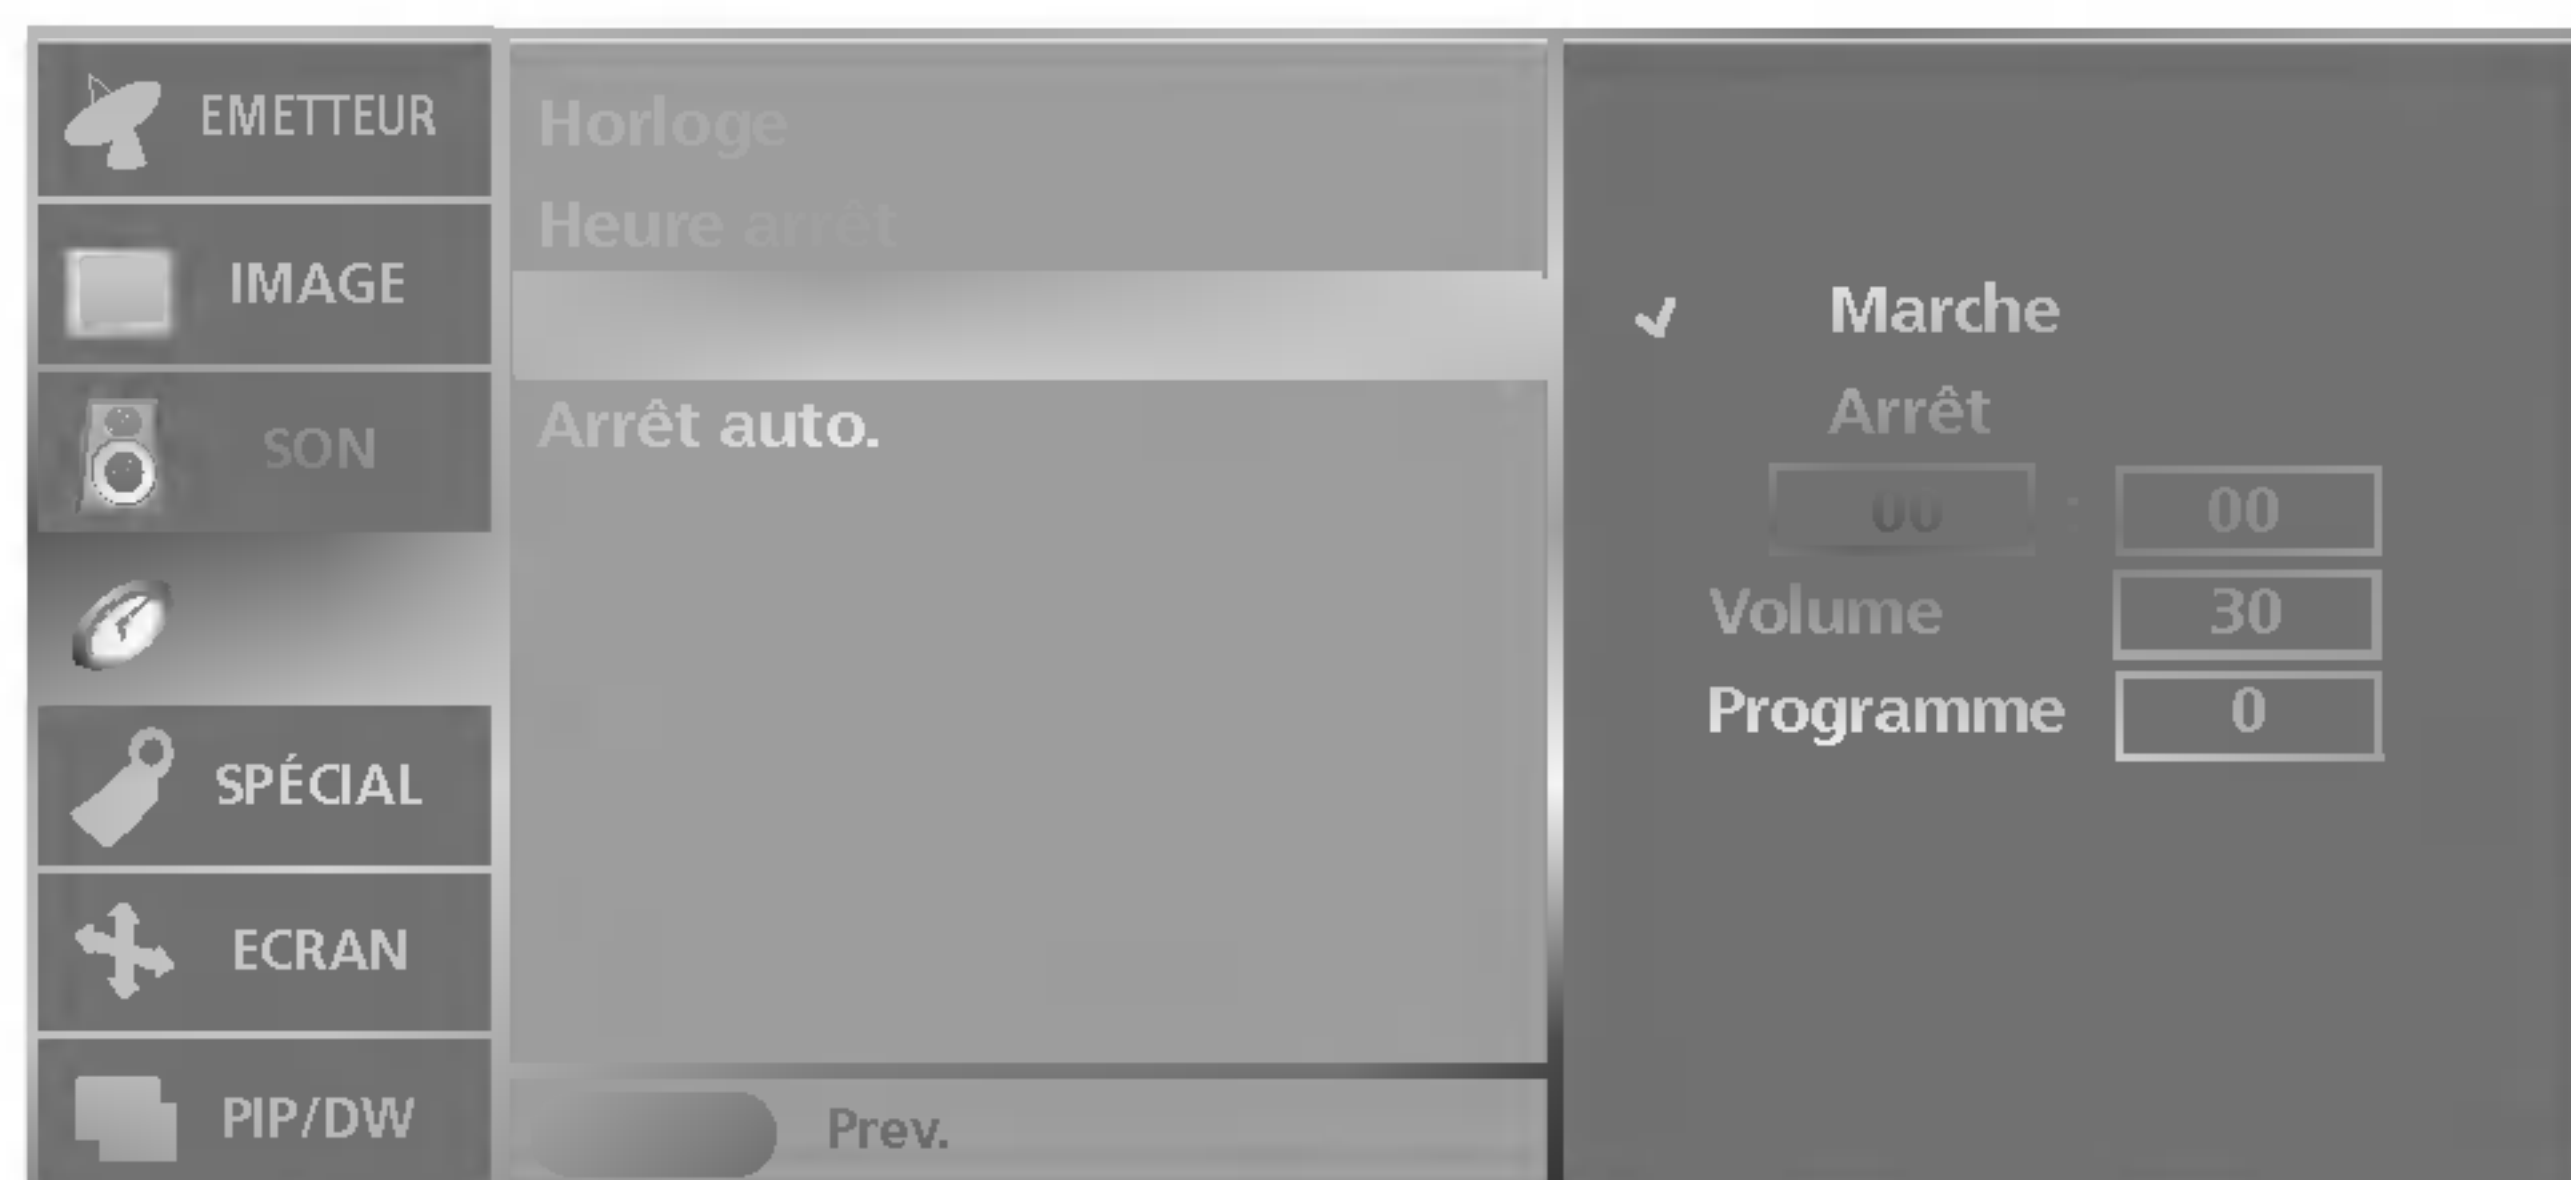 EMETTEUR
IMAGE
SON
SPÉCIAL
ECRAN
PIP/DW
Horloge
Heure arrêt
Arrêt auto.
Prev.
Marche
Arrêt
00 : 00
Volume 30
Programme 0